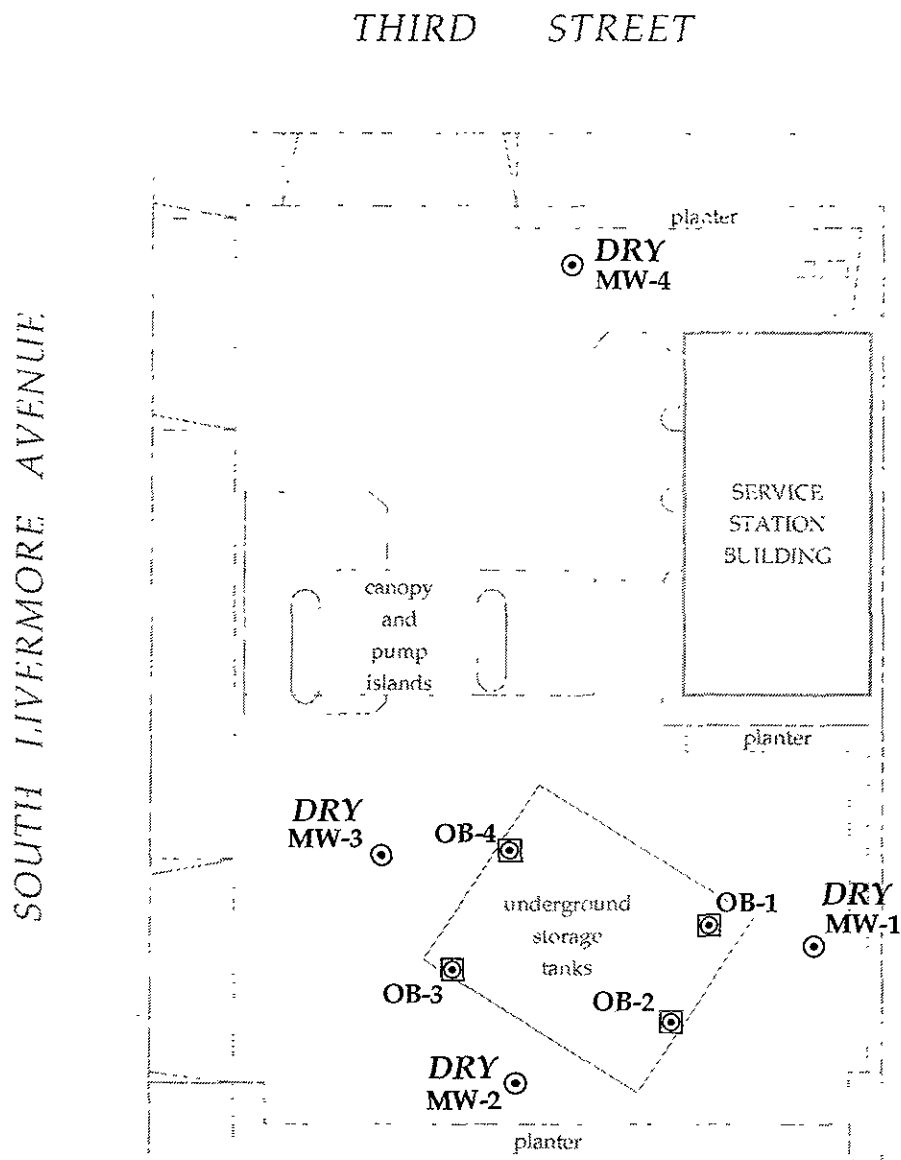 THIRD STREET
planter
DRY
MW-4
SOUTH LIVERMORE AVENUE
SERVICE
STATION
BUILDING
canopy
and
pump
islands
planter
DRY
MW-3
OB-4
underground
storage
tanks
OB-1
DRY
MW-1
OB-3
OB-2
DRY
MW-2
planter